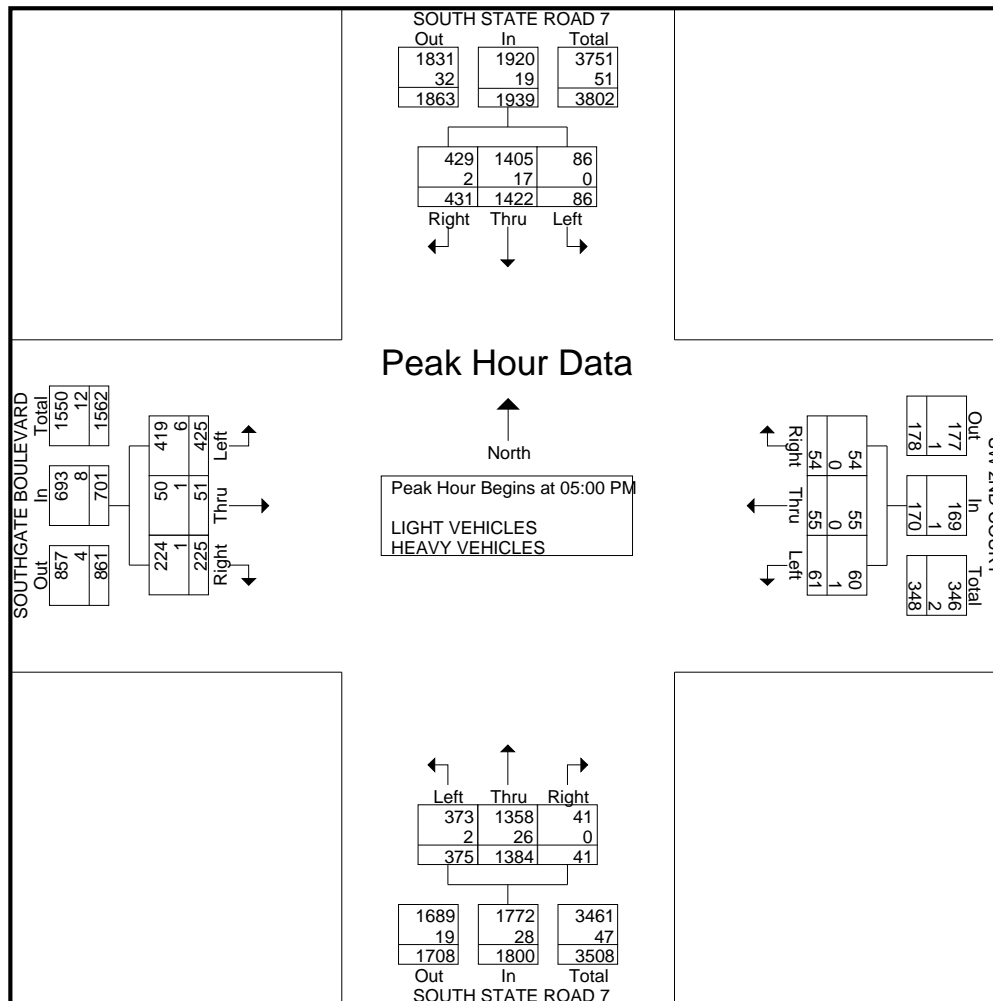 SOUTH STATE ROAD 7
Out In Total
1831 1920 3751
32 19 51
1863 1939 3802
429 1405 86
2 17 0
431 1422 86
Right Thru Left
Peak Hour Data
North
Peak Hour Begins at 05:00 PM
LIGHT VEHICLES
HEAVY VEHICLES
SOUTHGATE BOULEVARD
Out In Total
857 693 1550
4 8 12
861 701 1562
224 50 419
1 1 6
225 51 425
Right Thru Left
Out In Total
177 169 346
1 1 2
178 170 348
54 55 60
0 0 1
54 55 61
Right Thru Left
Left Thru Right
373 1358 41
2 26 0
375 1384 41
1689 1772 3461
19 28 47
1708 1800 3508
Out In Total
SOUTH STATE ROAD 7